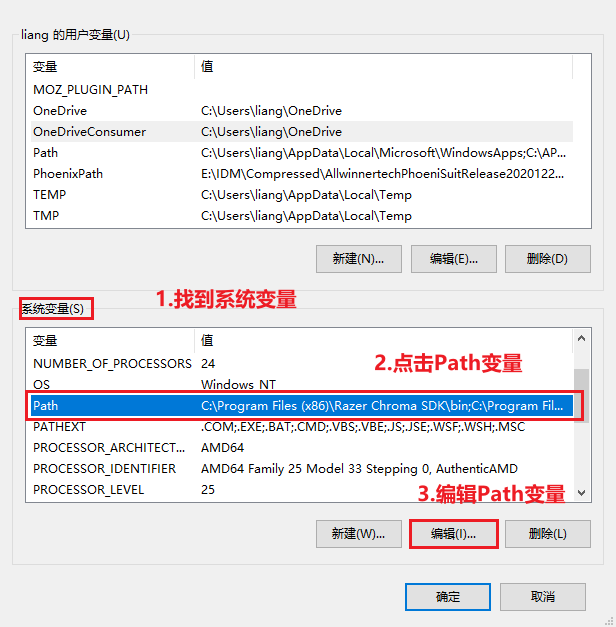 liang 的用户变量(U)
变量 值
MOZ_PLUGIN_PATH
OneDrive C:\Users\liang\OneDrive
OneDriveConsumer C:\Users\liang\OneDrive
Path C:\Users\liang\AppData\Local\Microsoft\WindowsApps;C:\AP...
PhoenixPath E:\IDM\Compressed\AllwinnertechPhoeniSuitRelease2020122...
TEMP C:\Users\liang\AppData\Local\Temp
TMP C:\Users\liang\AppData\Local\Temp
新建(N)... 编辑(E)... 删除(D)
1.找到系统变量
系统变量(S)
变量 值
2.点击Path变量
NUMBER_OF_PROCESSORS 24
OS Windows_NT
Path C:\Program Files (x86)\Razer Chroma SDK\bin;C:\Program Fil...
PATHEXT .COM;.EXE;.BAT;.CMD;.VBS;.VBE;.JS;.JSE;.WSF;.WSH;.MSC
PROCESSOR_ARCHITECT... AMD64
PROCESSOR_IDENTIFIER AMD64 Family 25 Model 33 Stepping 0, AuthenticAMD
PROCESSOR_LEVEL 25
3.编辑Path变量
新建(W)... 编辑(I)... 删除(L)
确定 取消